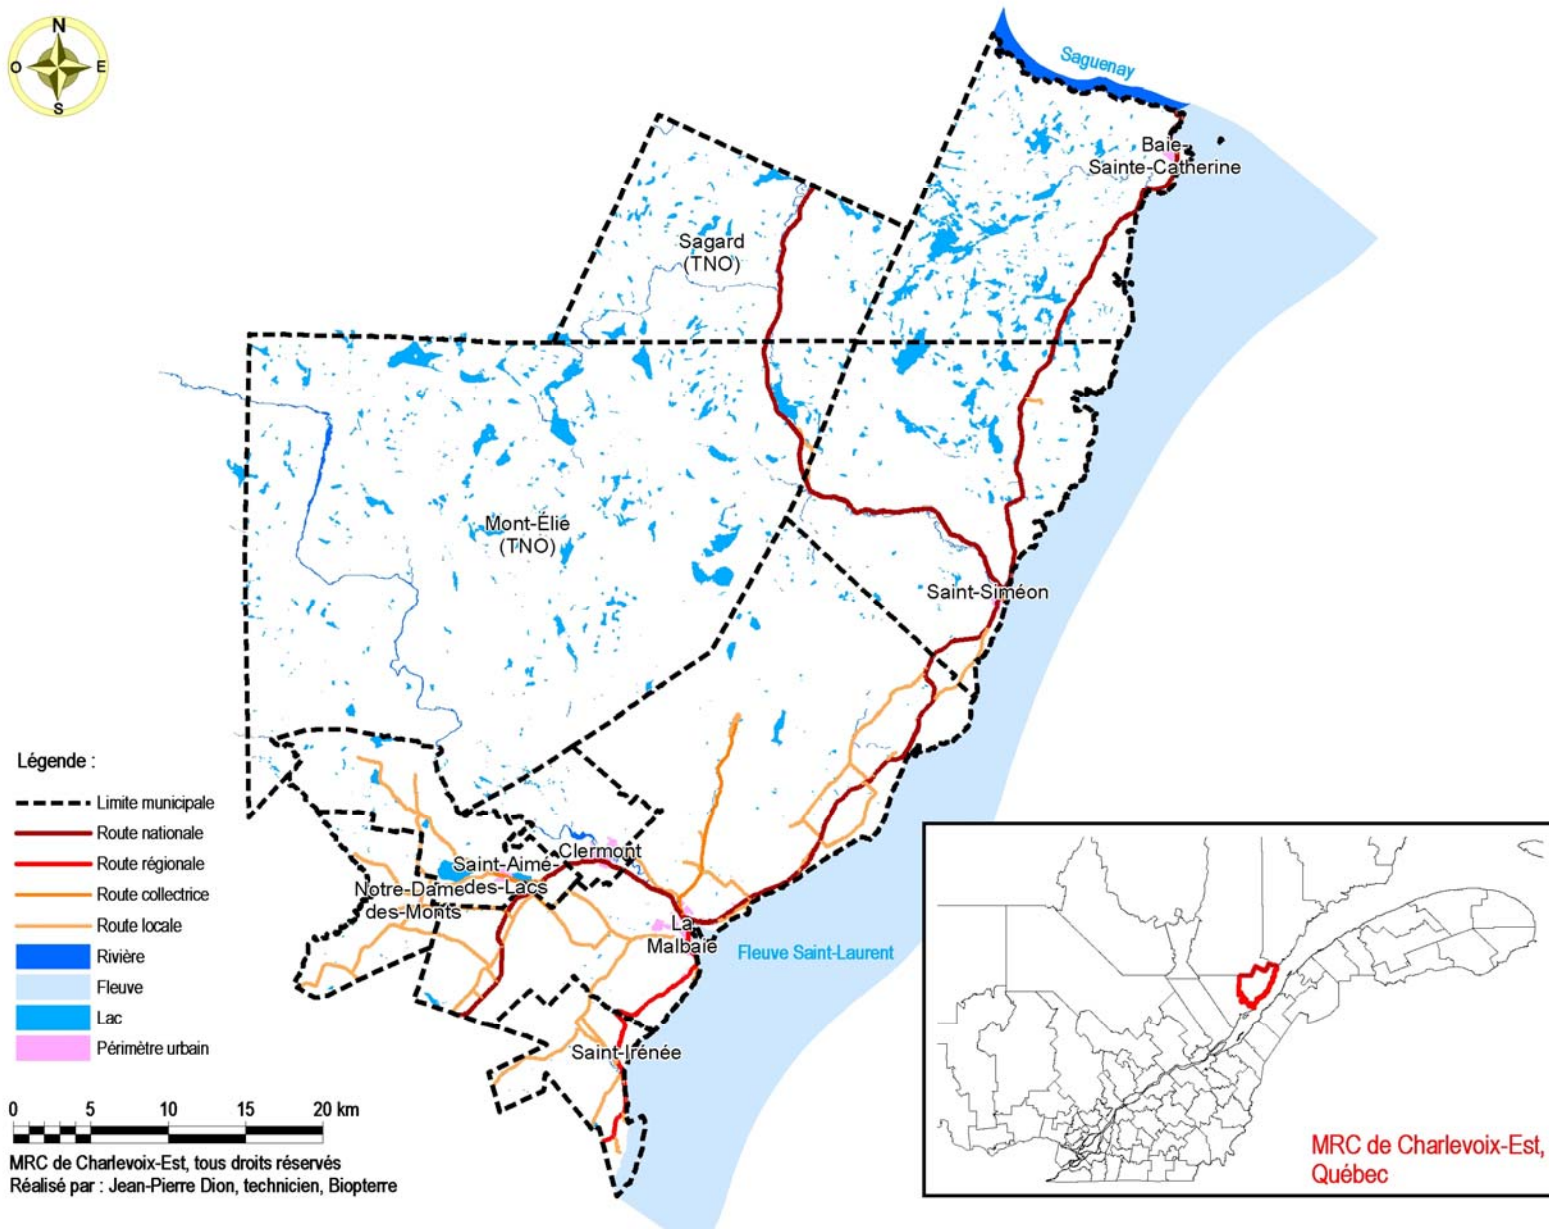 N
O
E
S
Saguenay
Baie-
Sainte-Catherine
Sagard
(TNO)
Mont-Élie
(TNO)
Saint-Siméon
Légende :
Limite municipale
Route nationale
Route régionale
Route collectrice
Route locale
Rivière
Fleuve
Lac
Périmètre urbain
Clermont
Saint-Aimé-
des-Lacs
Notre-Dame
des-Monts
La
Malbaie
Fleuve Saint-Laurent
Saint-Irénée
0 5 10 15 20 km
MRC de Charlevoix-Est, tous droits réservés
Réalisé par : Jean-Pierre Dion, technicien, Biopterre
MRC de Charlevoix-Est,
Québec